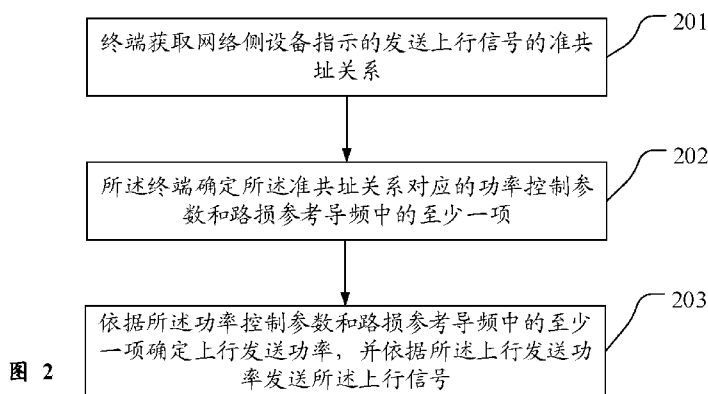 终端获取网络侧设备指示的发送上行信号的准共
址关系
201
所述终端确定所述准共址关系对应的功率控制参
数和路损参考导频中的至少一项
202
依据所述功率控制参数和路损参考导频中的至少
一项确定上行发送功率，并依据所述上行发送功
率发送所述上行信号
203
图 2